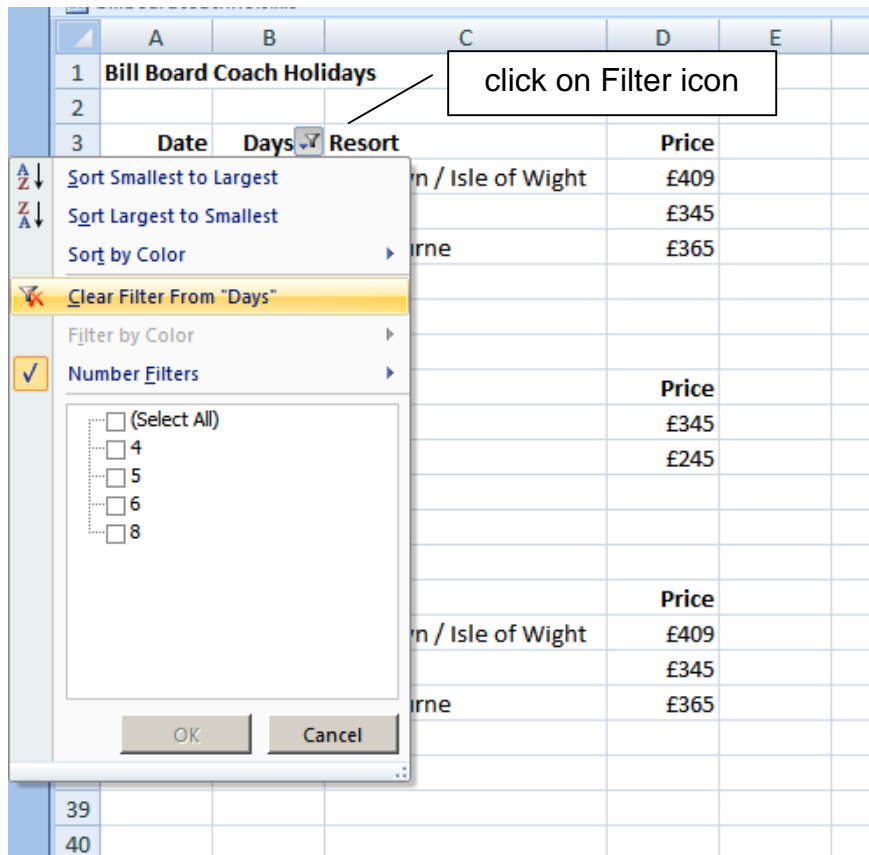 A B C D E
1 Bill Board Coach Holidays
click on Filter icon
2
3 Date Days Resort Price
Sort Smallest to Largest
/ Isle of Wight £409
Sort Largest to Smallest
£345
Sort by Color
£365
Clear Filter From "Days"
Filter by Color
Number Filters
Price
(Select All)
£345
4
£245
5
6
8
Price
/ Isle of Wight £409
£345
£365
OK Cancel
39
40